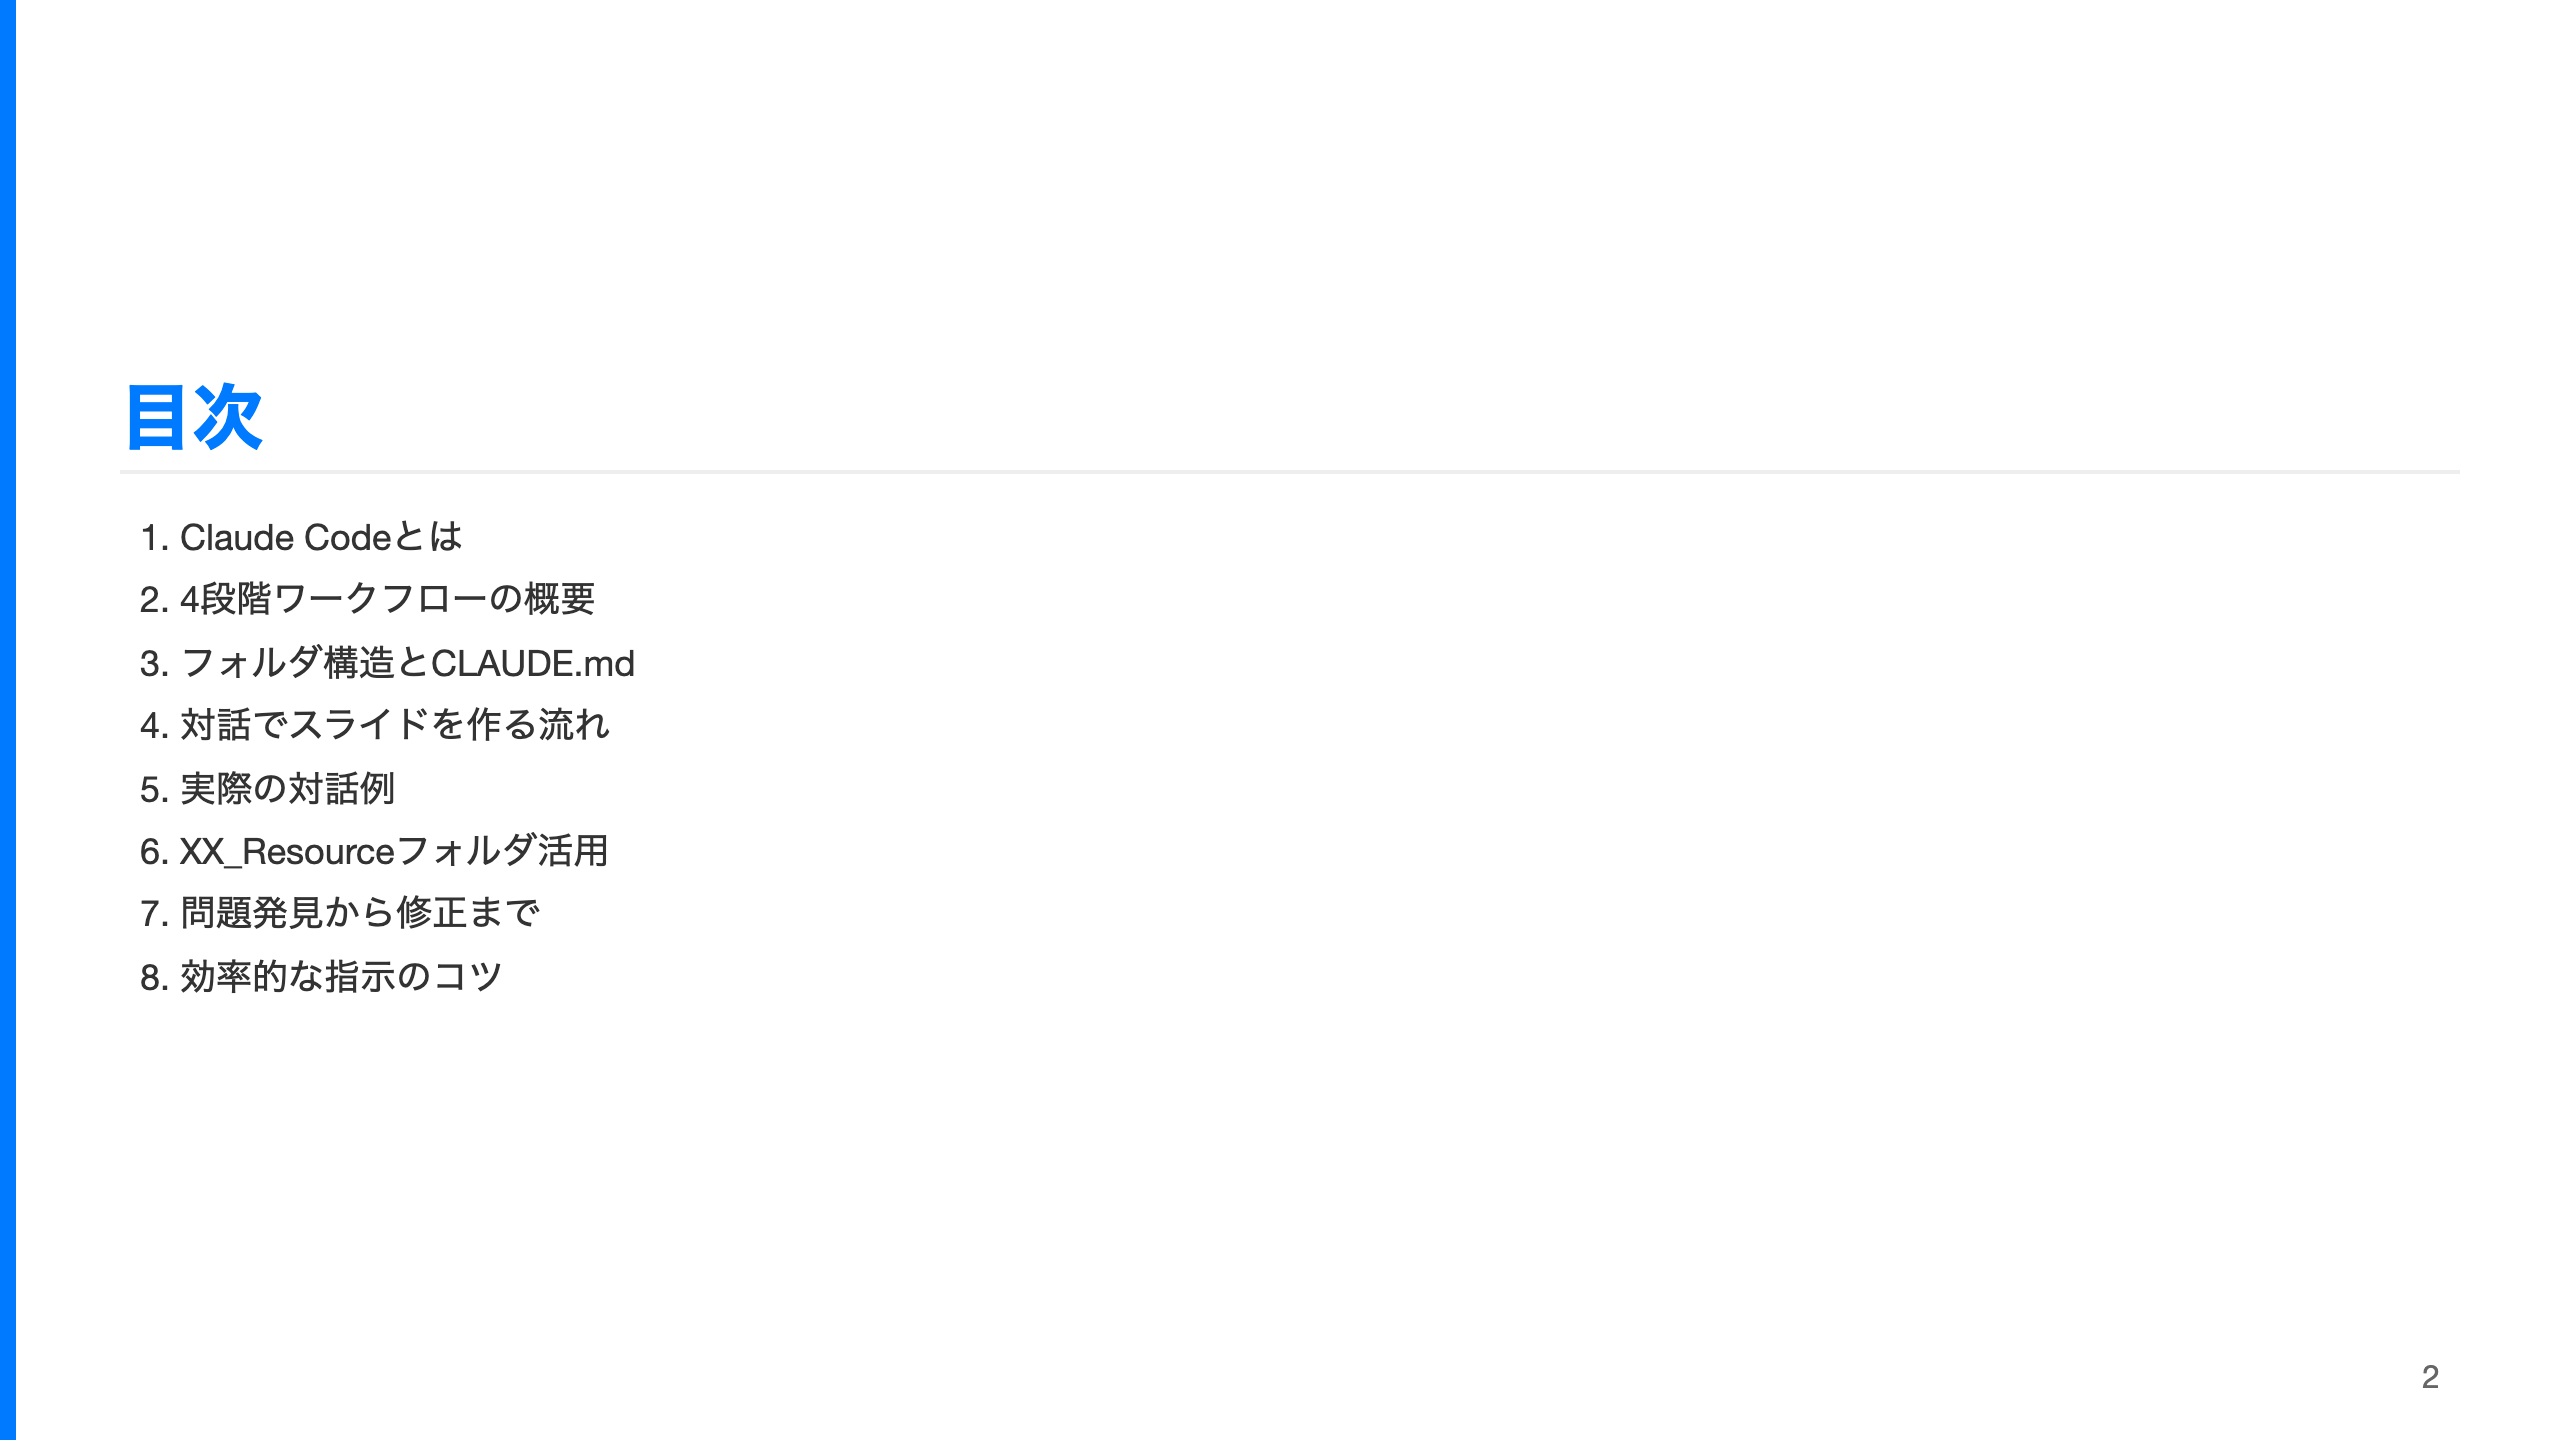 目次
1. Claude Codeとは
2. 4段階ワークフローの概要
3. フォルダ構造とCLAUDE.md
4. 対話でスライドを作る流れ
5. 実際の対話例
6. XX_Resourceフォルダ活用
7. 問題発見から修正まで
8. 効率的な指示のコツ
2